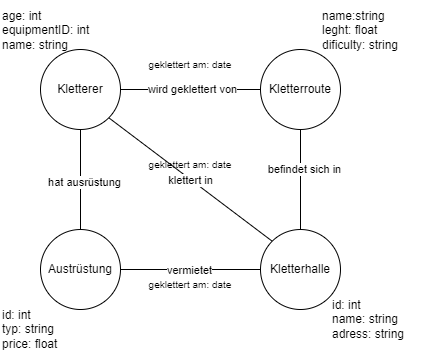 age: int
equipmentID: int
name: string
name:string
leght: float
dificulty: string
geklettert am: date
Kletterer
wird geklettert von
Kletterroute
geklettert am: date
klettert in
befindet sich in
hat ausrüstung
Austrüstung
vermietet
Kletterhalle
geklettert am: date
id: int
typ: string
price: float
id: int
name: string
adress: string